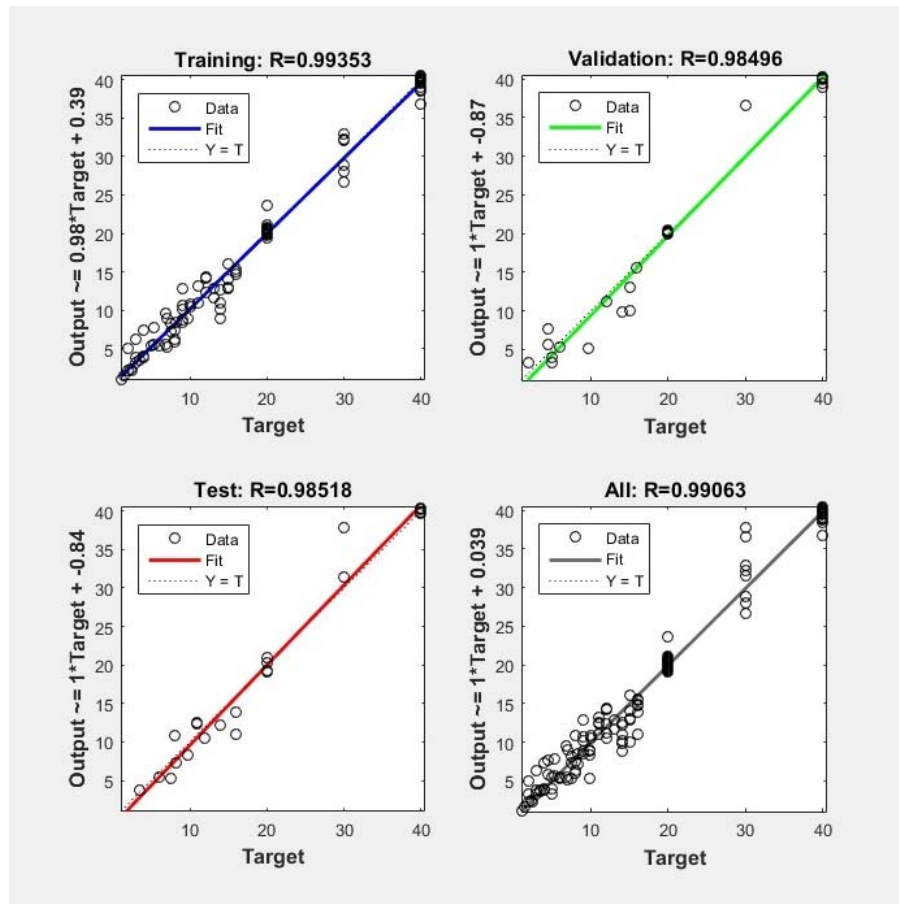 Training: R=0.99353
Output ~= 0.98*Target + 0.39
40
35
30
25
20
15
10
5
Data
Fit
Y = T
10
20
30
40
Target
Validation: R=0.98496
Output ~= 1*Target + -0.87
40
35
30
25
20
15
10
5
Data
Fit
Y = T
10
20
30
40
Target
Test: R=0.98518
Output ~= 1*Target + -0.84
40
35
30
25
20
15
10
5
Data
Fit
Y = T
10
20
30
40
Target
All: R=0.99063
Output ~= 1*Target + 0.039
40
35
30
25
20
15
10
5
Data
Fit
Y = T
10
20
30
40
Target